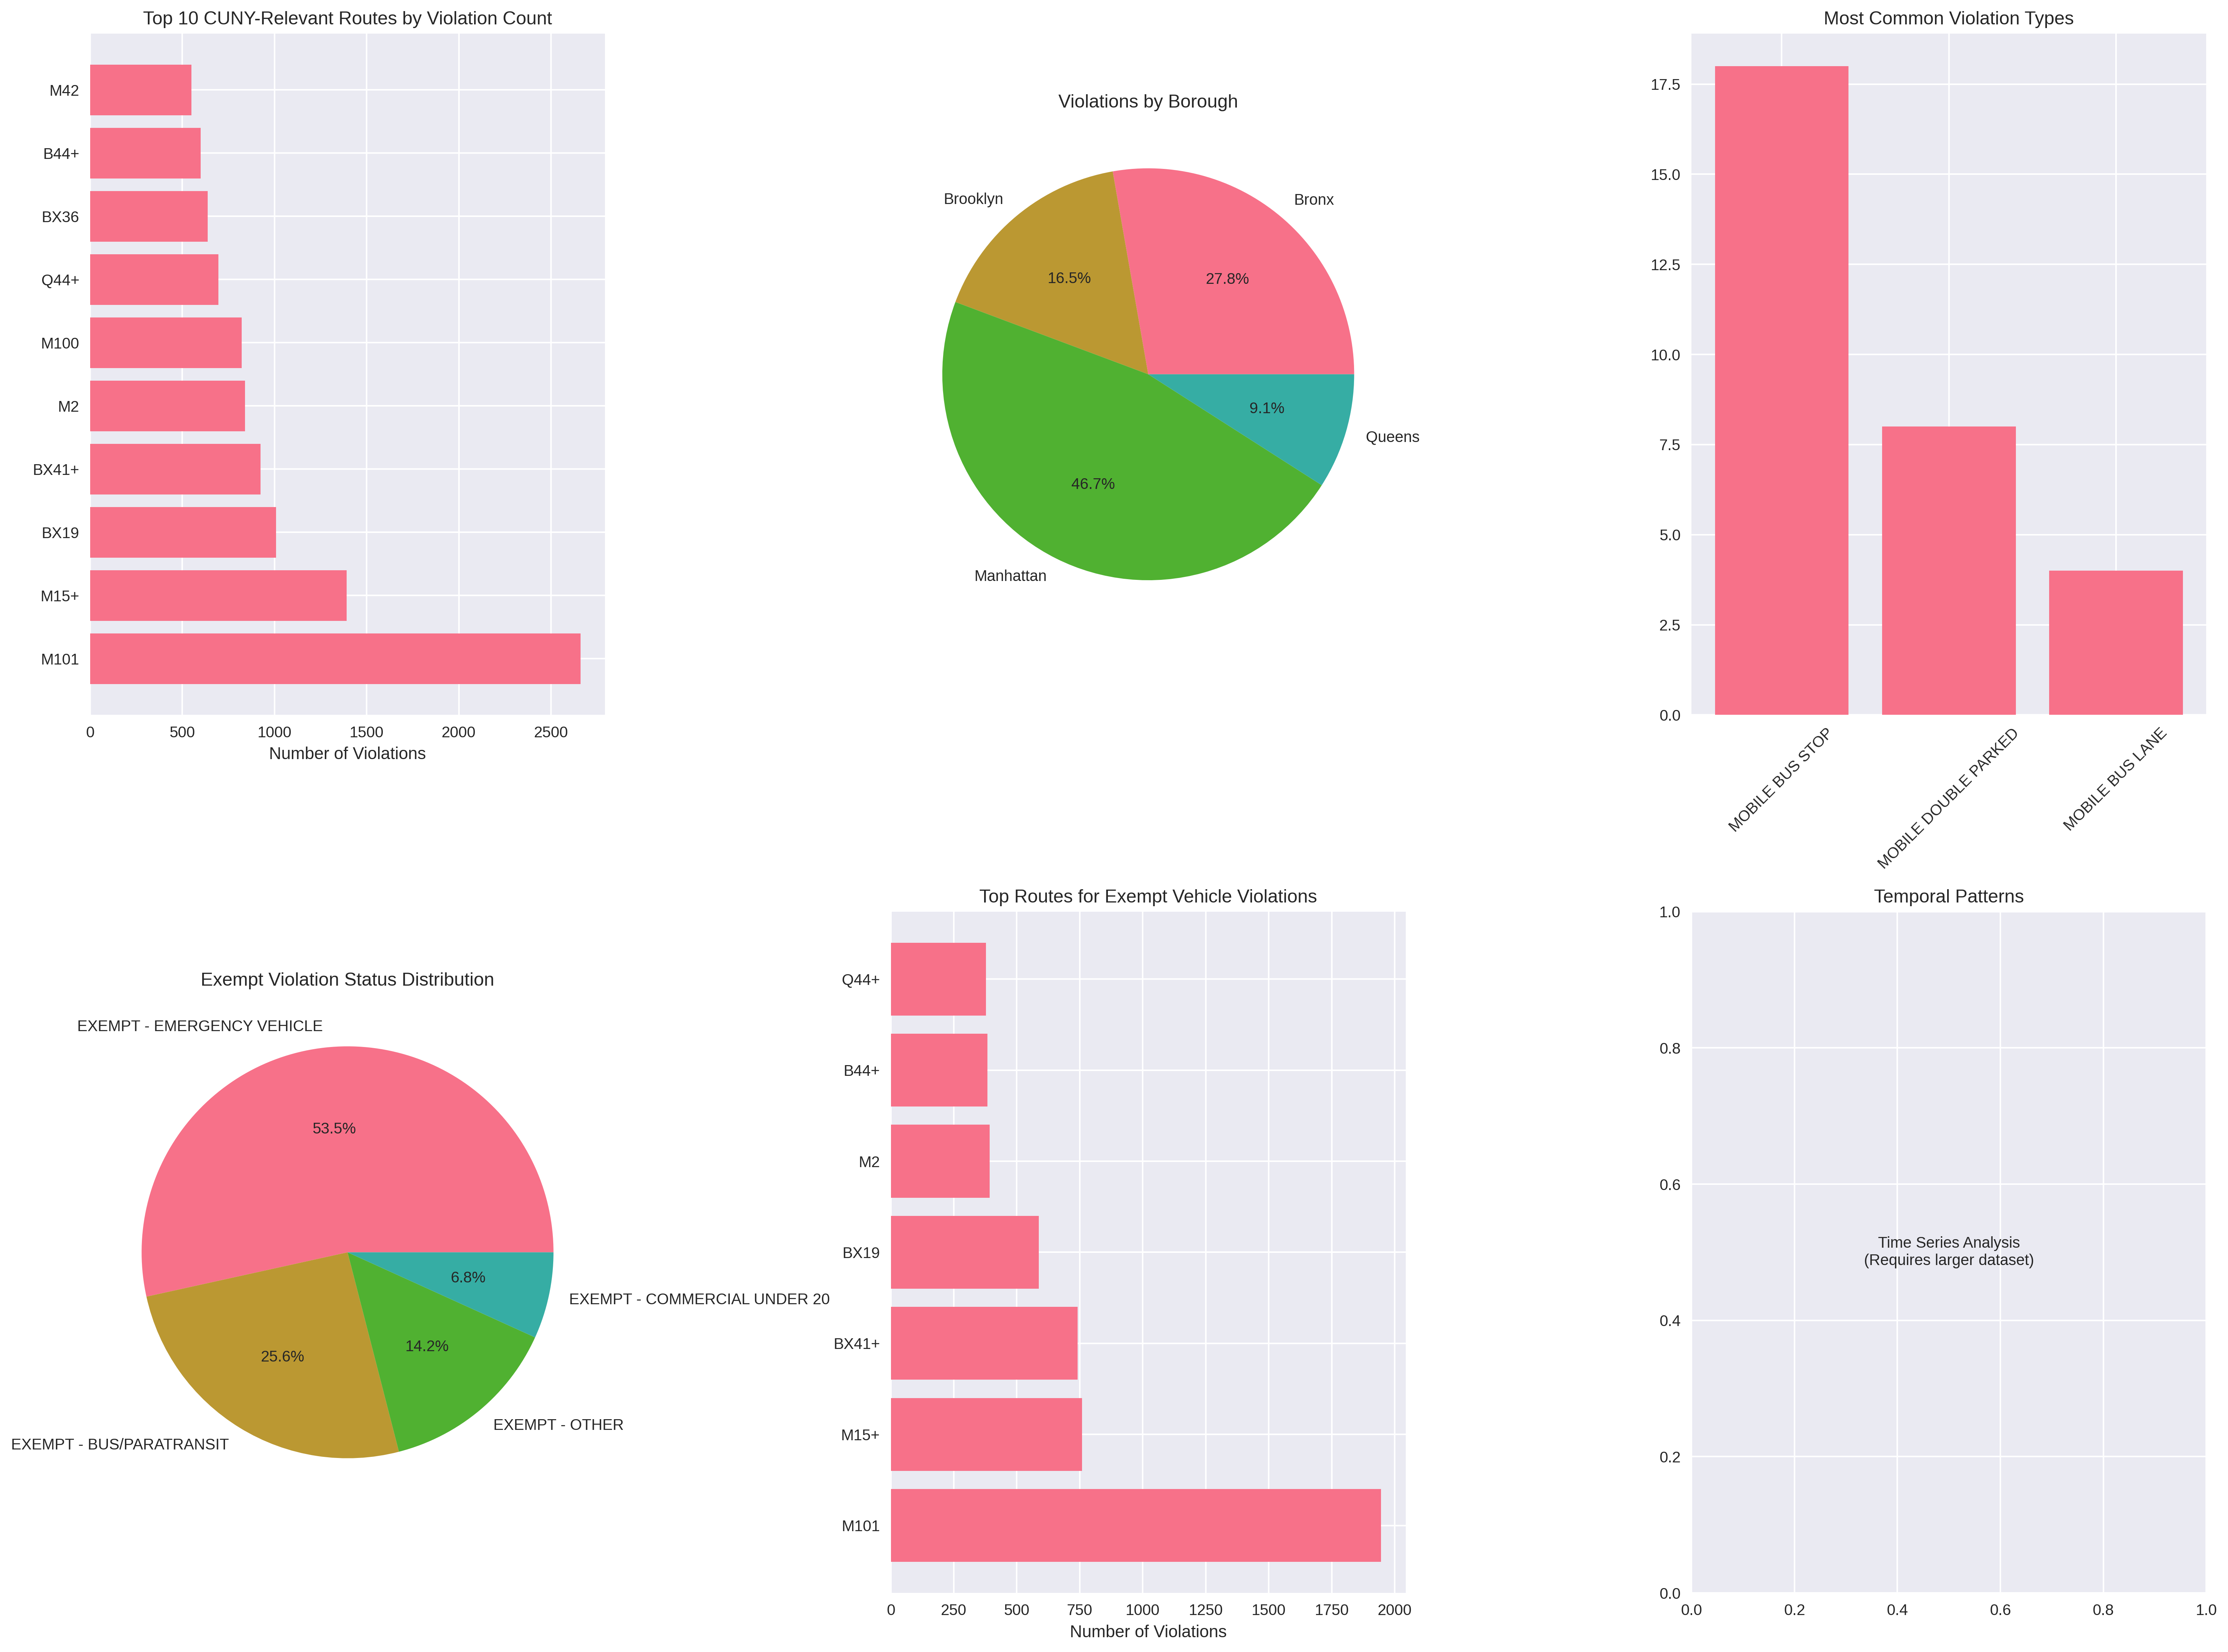 Top 10 CUNY-Relevant Routes by Violation Count
M42
B44+
BX36
Q44+
M100
M2
BX41+
BX19
M15+
M101
0 500 1000 1500 2000 2500
Number of Violations
Violations by Borough
Brooklyn
Bronx
16.5%
27.8%
9.1%
Queens
46.7%
Manhattan
Most Common Violation Types
17.5
15.0
12.5
10.0
7.5
5.0
2.5
0.0
MOBILE BUS STOP
MOBILE DOUBLE PARKED
MOBILE BUS LANE
Exempt Violation Status Distribution
EXEMPT - EMERGENCY VEHICLE
53.5%
6.8%
EXEMPT - COMMERCIAL UNDER 20
14.2%
25.6%
EXEMPT - OTHER
EXEMPT - BUS/PARATRANSIT
Top Routes for Exempt Vehicle Violations
Q44+
B44+
M2
BX19
BX41+
M15+
M101
0 250 500 750 1000 1250 1500 1750 2000
Number of Violations
Temporal Patterns
1.0
0.8
0.6
Time Series Analysis
(Requires larger dataset)
0.4
0.2
0.0
0.0 0.2 0.4 0.6 0.8 1.0